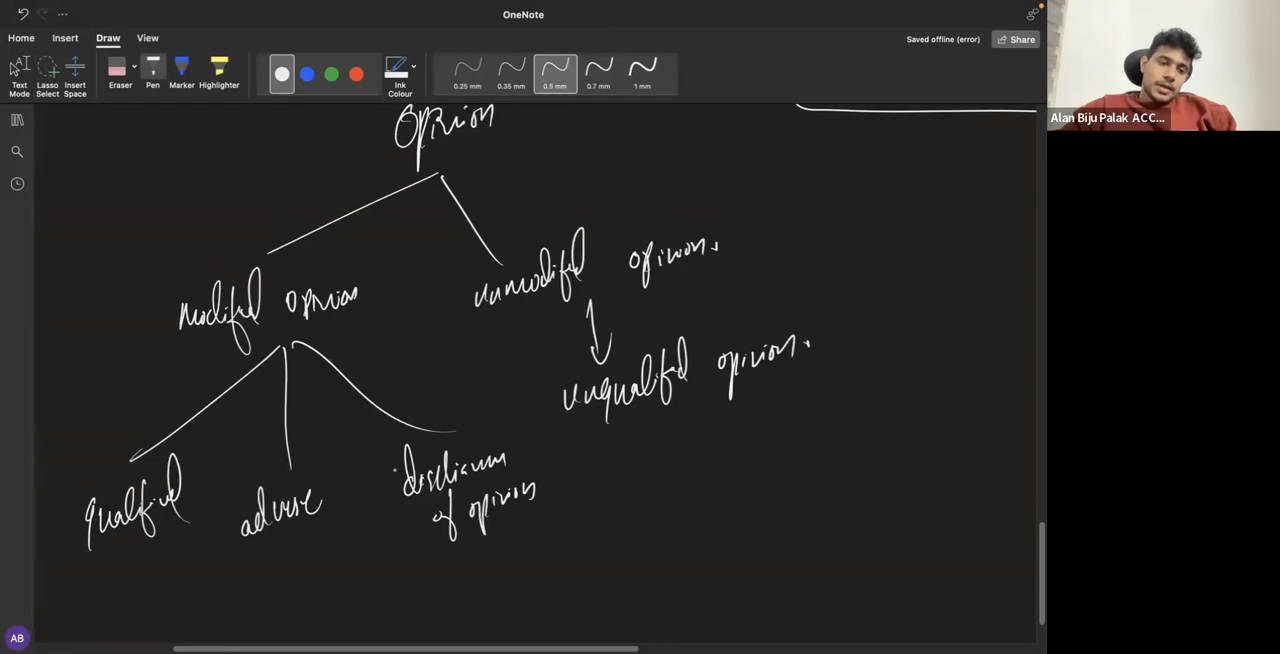 OneNote
Home Insert Draw View
Saved offline (error)
Share
Text Mode
Lasso Select
Insert Space
Eraser
Pen
Marker
Highlighter
Ink Colour
0.25 mm
0.35 mm
0.5 mm
0.7 mm
1 mm
Alan Biju Palak ACC...
Opinion
Modified opinion
unmodified opinion.
unqualified opinion.
qualified
adverse
disclaimer
of opinion
AB